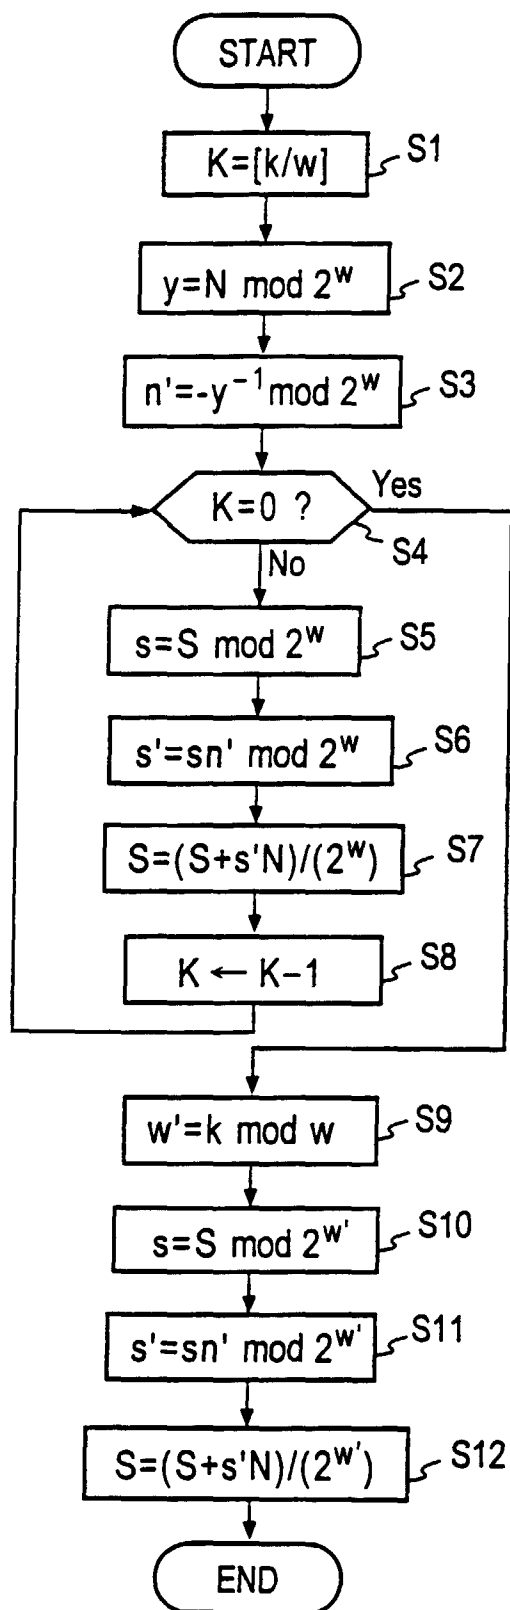 START
K=[k/w]
S1
y=N mod 2^w
S2
n'=-y^-1 mod 2^w
S3
K=0 ?
Yes
S4
No
s=S mod 2^w
S5
s'=sn' mod 2^w
S6
S=(S+s'N)/(2^w)
S7
K ← K-1
S8
w'=k mod w
S9
s=S mod 2^w'
S10
s'=sn' mod 2^w'
S11
S=(S+s'N)/(2^w')
S12
END